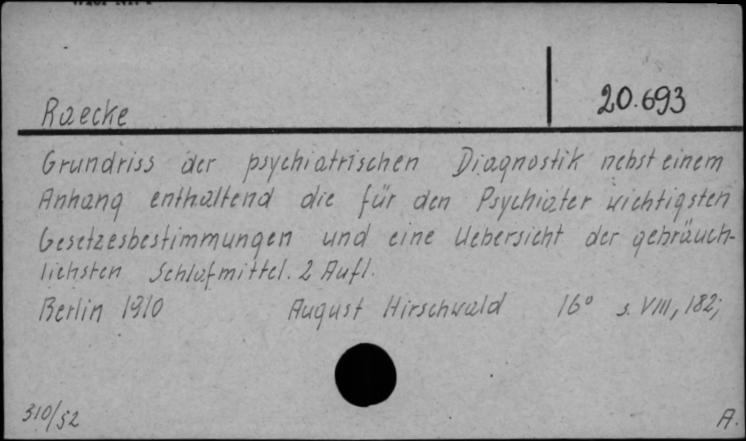 Raecke
20.693
Grundriss der psychiatrischen Diagnostik nebst einem
Anhang enthaltend die für den Psychiater wichtigsten
Gesetzesbestimmungen und eine Uebersicht der gebräuch-
lichsten Schlafmittel. 2 Aufl.
Berlin 1910 August Hirschwald 16° s. VIII, 182;
310/52
A.